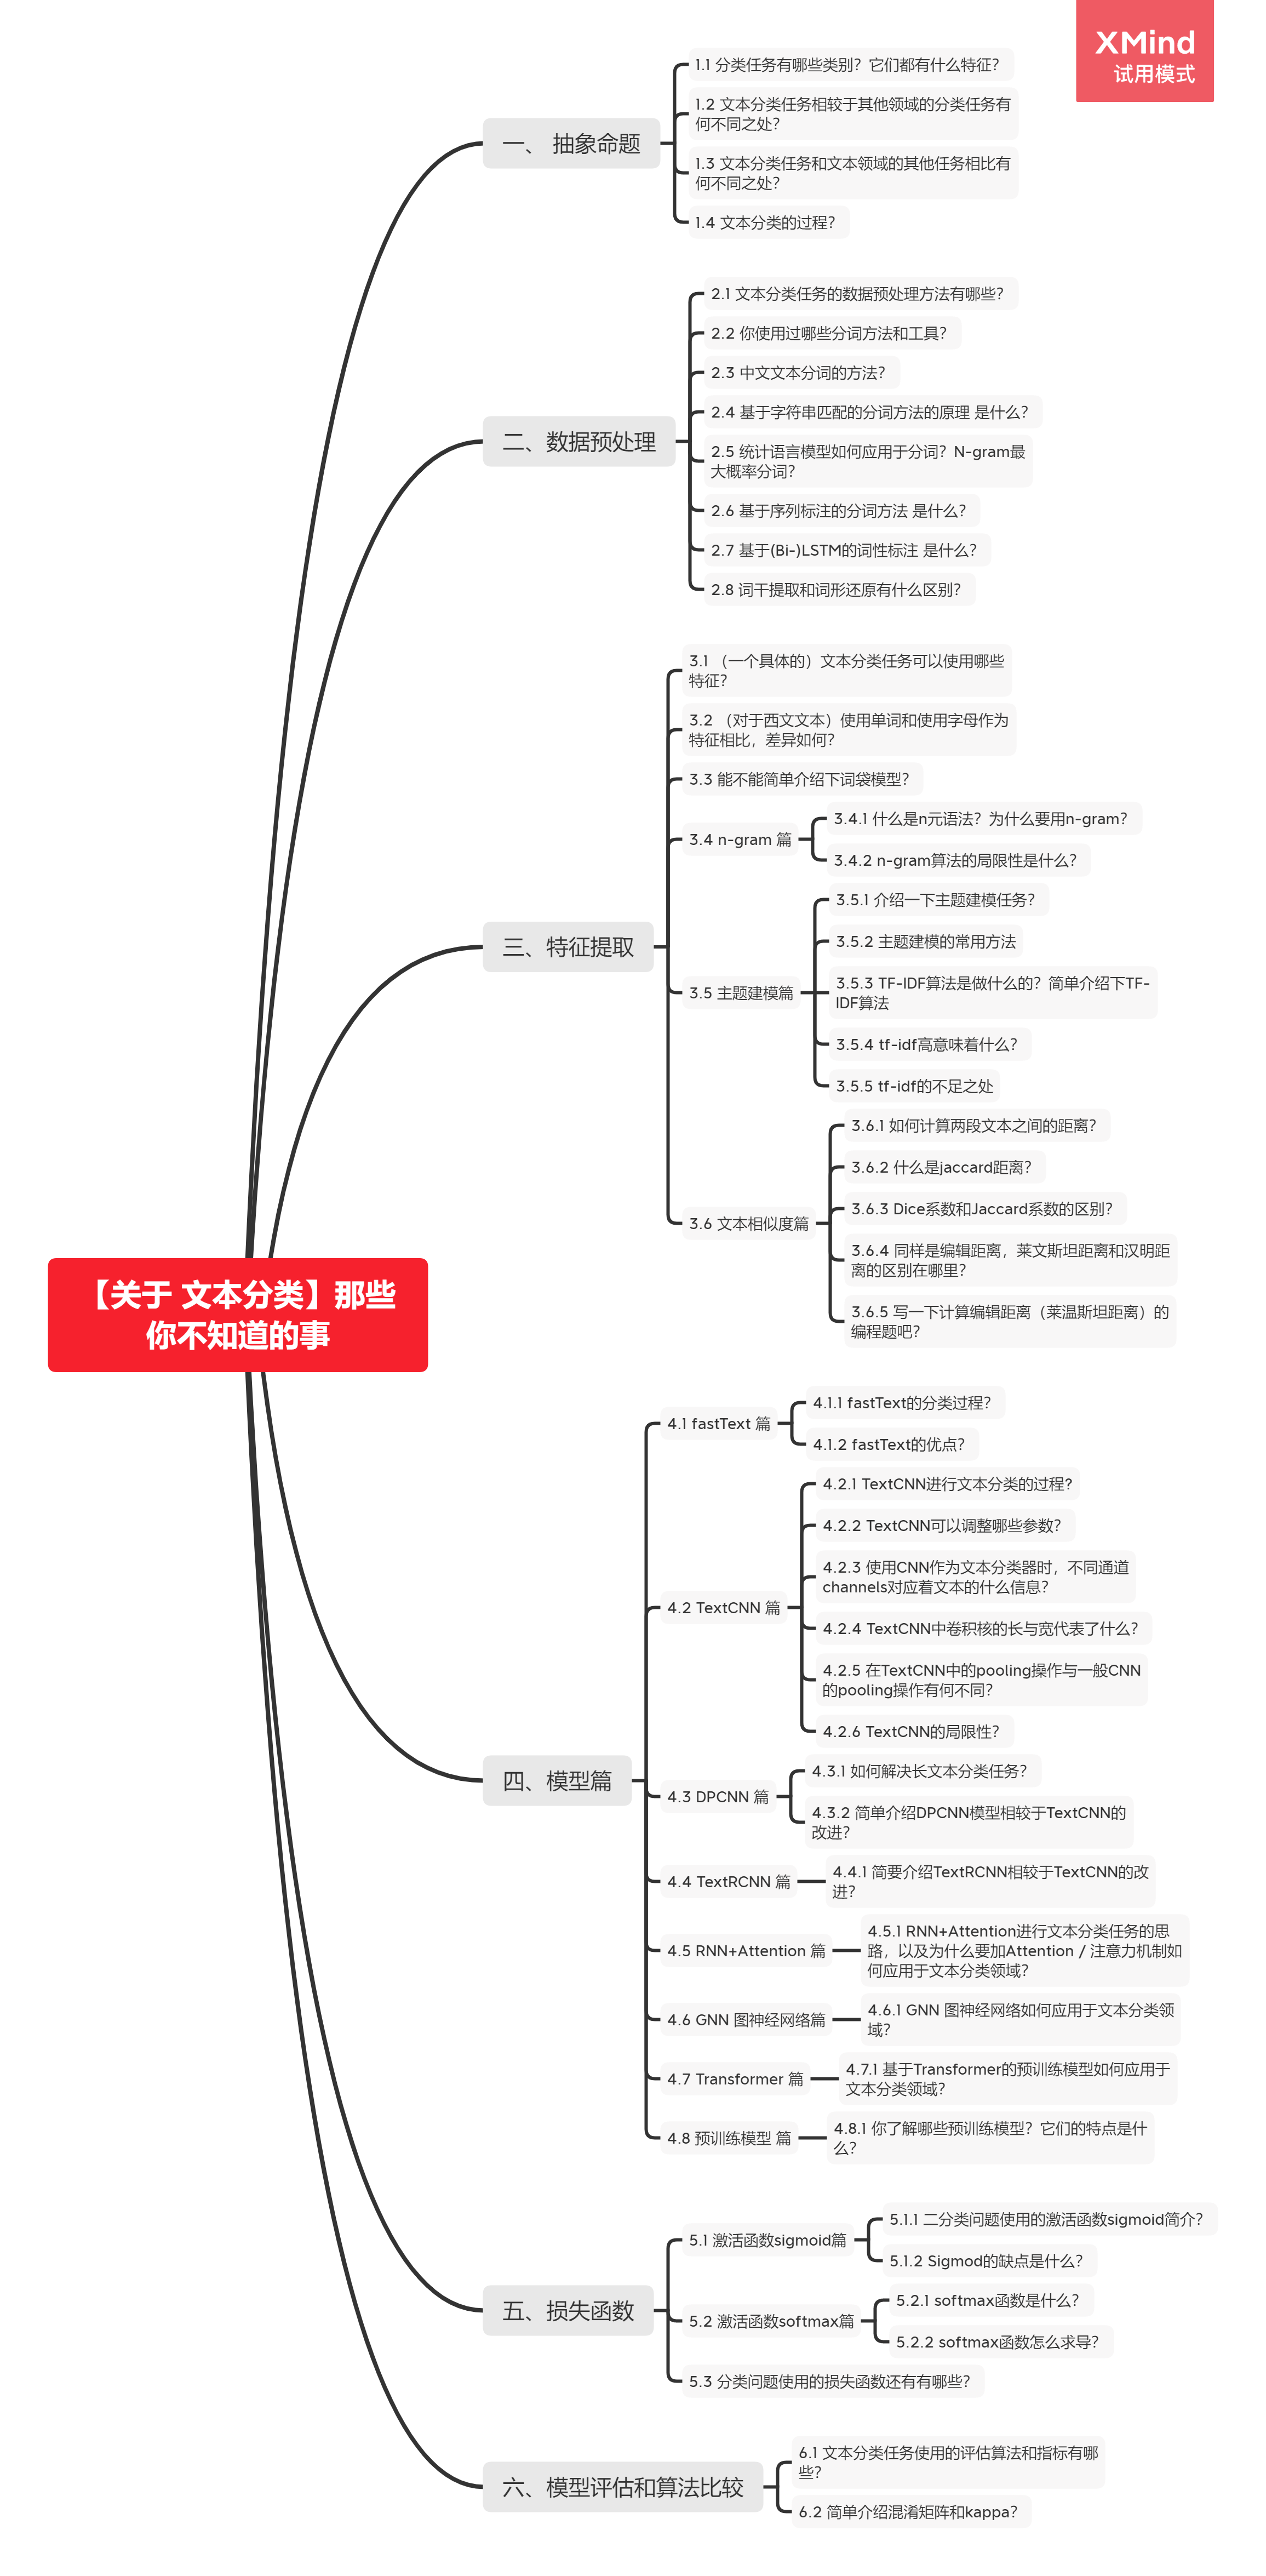 XMind
试用模式
【关于 文本分类】那些
你不知道的事
一、 抽象命题
1.1 分类任务有哪些类别？它们都有什么特征？
1.2 文本分类任务相较于其他领域的分类任务有
何不同之处？
1.3 文本分类任务和文本领域的其他任务相比有
何不同之处？
1.4 文本分类的过程？
二、数据预处理
2.1 文本分类任务的数据预处理方法有哪些？
2.2 你使用过哪些分词方法和工具？
2.3 中文文本分词的方法？
2.4 基于字符串匹配的分词方法的原理 是什么？
2.5 统计语言模型如何应用于分词？N-gram最
大概率分词？
2.6 基于序列标注的分词方法 是什么？
2.7 基于(Bi-)LSTM的词性标注 是什么？
2.8 词干提取和词形还原有什么区别？
三、特征提取
3.1 （一个具体的）文本分类任务可以使用哪些
特征？
3.2 （对于西文文本）使用单词和使用字母作为
特征相比，差异如何？
3.3 能不能简单介绍下词袋模型？
3.4 n-gram 篇
3.4.1 什么是n元语法？为什么要用n-gram？
3.4.2 n-gram算法的局限性是什么？
3.5 主题建模篇
3.5.1 介绍一下主题建模任务？
3.5.2 主题建模的常用方法
3.5.3 TF-IDF算法是做什么的？简单介绍下TF-
IDF算法
3.5.4 tf-idf高意味着什么？
3.5.5 tf-idf的不足之处
3.6 文本相似度篇
3.6.1 如何计算两段文本之间的距离？
3.6.2 什么是jaccard距离？
3.6.3 Dice系数和Jaccard系数的区别？
3.6.4 同样是编辑距离，莱文斯坦距离和汉明距
离的区别在哪里？
3.6.5 写一下计算编辑距离（莱温斯坦距离）的
编程题吧？
四、模型篇
4.1 fastText 篇
4.1.1 fastText的分类过程？
4.1.2 fastText的优点？
4.2 TextCNN 篇
4.2.1 TextCNN进行文本分类的过程?
4.2.2 TextCNN可以调整哪些参数？
4.2.3 使用CNN作为文本分类器时，不同通道
channels对应着文本的什么信息？
4.2.4 TextCNN中卷积核的长与宽代表了什么？
4.2.5 在TextCNN中的pooling操作与一般CNN
的pooling操作有何不同？
4.2.6 TextCNN的局限性？
4.3 DPCNN 篇
4.3.1 如何解决长文本分类任务？
4.3.2 简单介绍DPCNN模型相较于TextCNN的
改进？
4.4 TextRCNN 篇
4.4.1 简要介绍TextRCNN相较于TextCNN的改
进？
4.5 RNN+Attention 篇
4.5.1 RNN+Attention进行文本分类任务的思
路，以及为什么要加Attention / 注意力机制如
何应用于文本分类领域？
4.6 GNN 图神经网络篇
4.6.1 GNN 图神经网络如何应用于文本分类领
域？
4.7 Transformer 篇
4.7.1 基于Transformer的预训练模型如何应用于
文本分类领域？
4.8 预训练模型 篇
4.8.1 你了解哪些预训练模型？它们的特点是什
么？
五、损失函数
5.1 激活函数sigmoid篇
5.1.1 二分类问题使用的激活函数sigmoid简介？
5.1.2 Sigmod的缺点是什么？
5.2 激活函数softmax篇
5.2.1 softmax函数是什么？
5.2.2 softmax函数怎么求导？
5.3 分类问题使用的损失函数还有有哪些？
六、模型评估和算法比较
6.1 文本分类任务使用的评估算法和指标有哪
些？
6.2 简单介绍混淆矩阵和kappa？